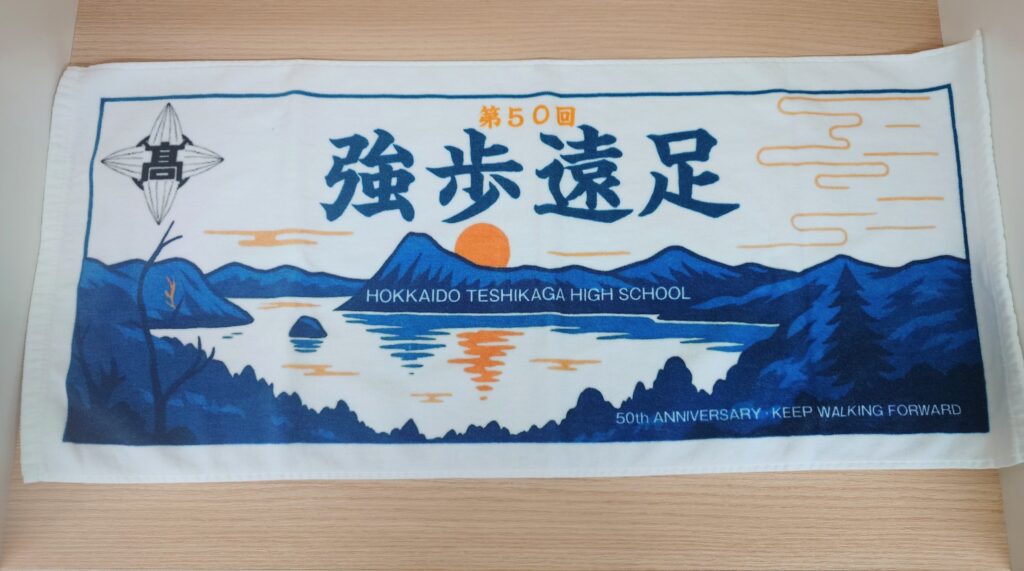 第50回
高
強歩遠足
HOKKAIDO TESHIKAGA HIGH SCHOOL
50th ANNIVERSARY・KEEP WALKING FORWARD